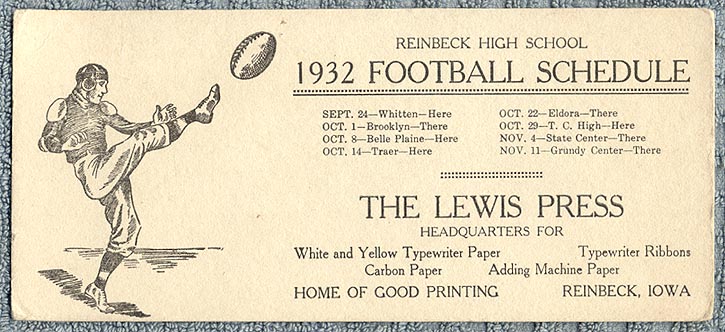 REINBECK HIGH SCHOOL
1932 FOOTBALL SCHEDULE
SEPT. 24—Whitten—Here
OCT. 1—Brooklyn—There
OCT. 8—Belle Plaine—Here
OCT. 14—Traer—Here
OCT. 22—Eldora—There
OCT. 29—T. C. High—Here
NOV. 4—State Center—There
NOV. 11—Grundy Center—There
THE LEWIS PRESS
HEADQUARTERS FOR
White and Yellow Typewriter Paper Typewriter Ribbons
Carbon Paper Adding Machine Paper
HOME OF GOOD PRINTING REINBECK, IOWA